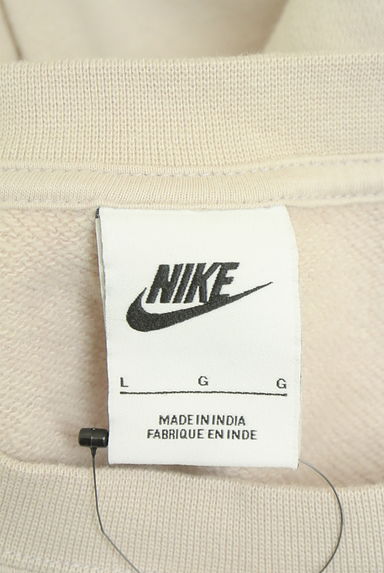 NIKE
L G G
MADE IN INDIA
FABRIQUE EN INDE